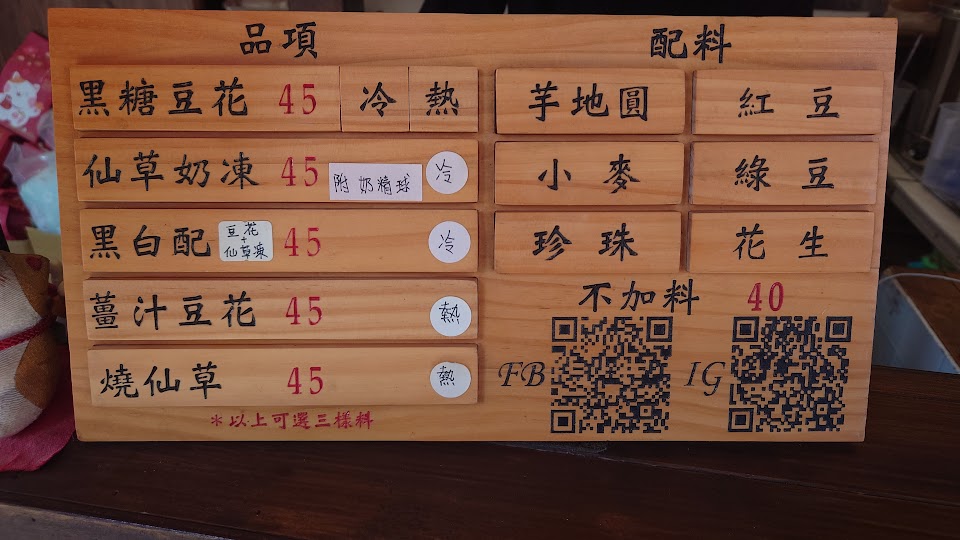 品項
黑糖豆花 45 冷 熱
仙草奶凍 45 附奶精球 冷
黑白配 豆花+仙草凍 45 冷
薑汁豆花 45 熱
燒仙草 45 熱
*以上可選三樣料
配料
芋地圓 紅豆
小麥 綠豆
珍珠 花生
不加料 40
FB IG